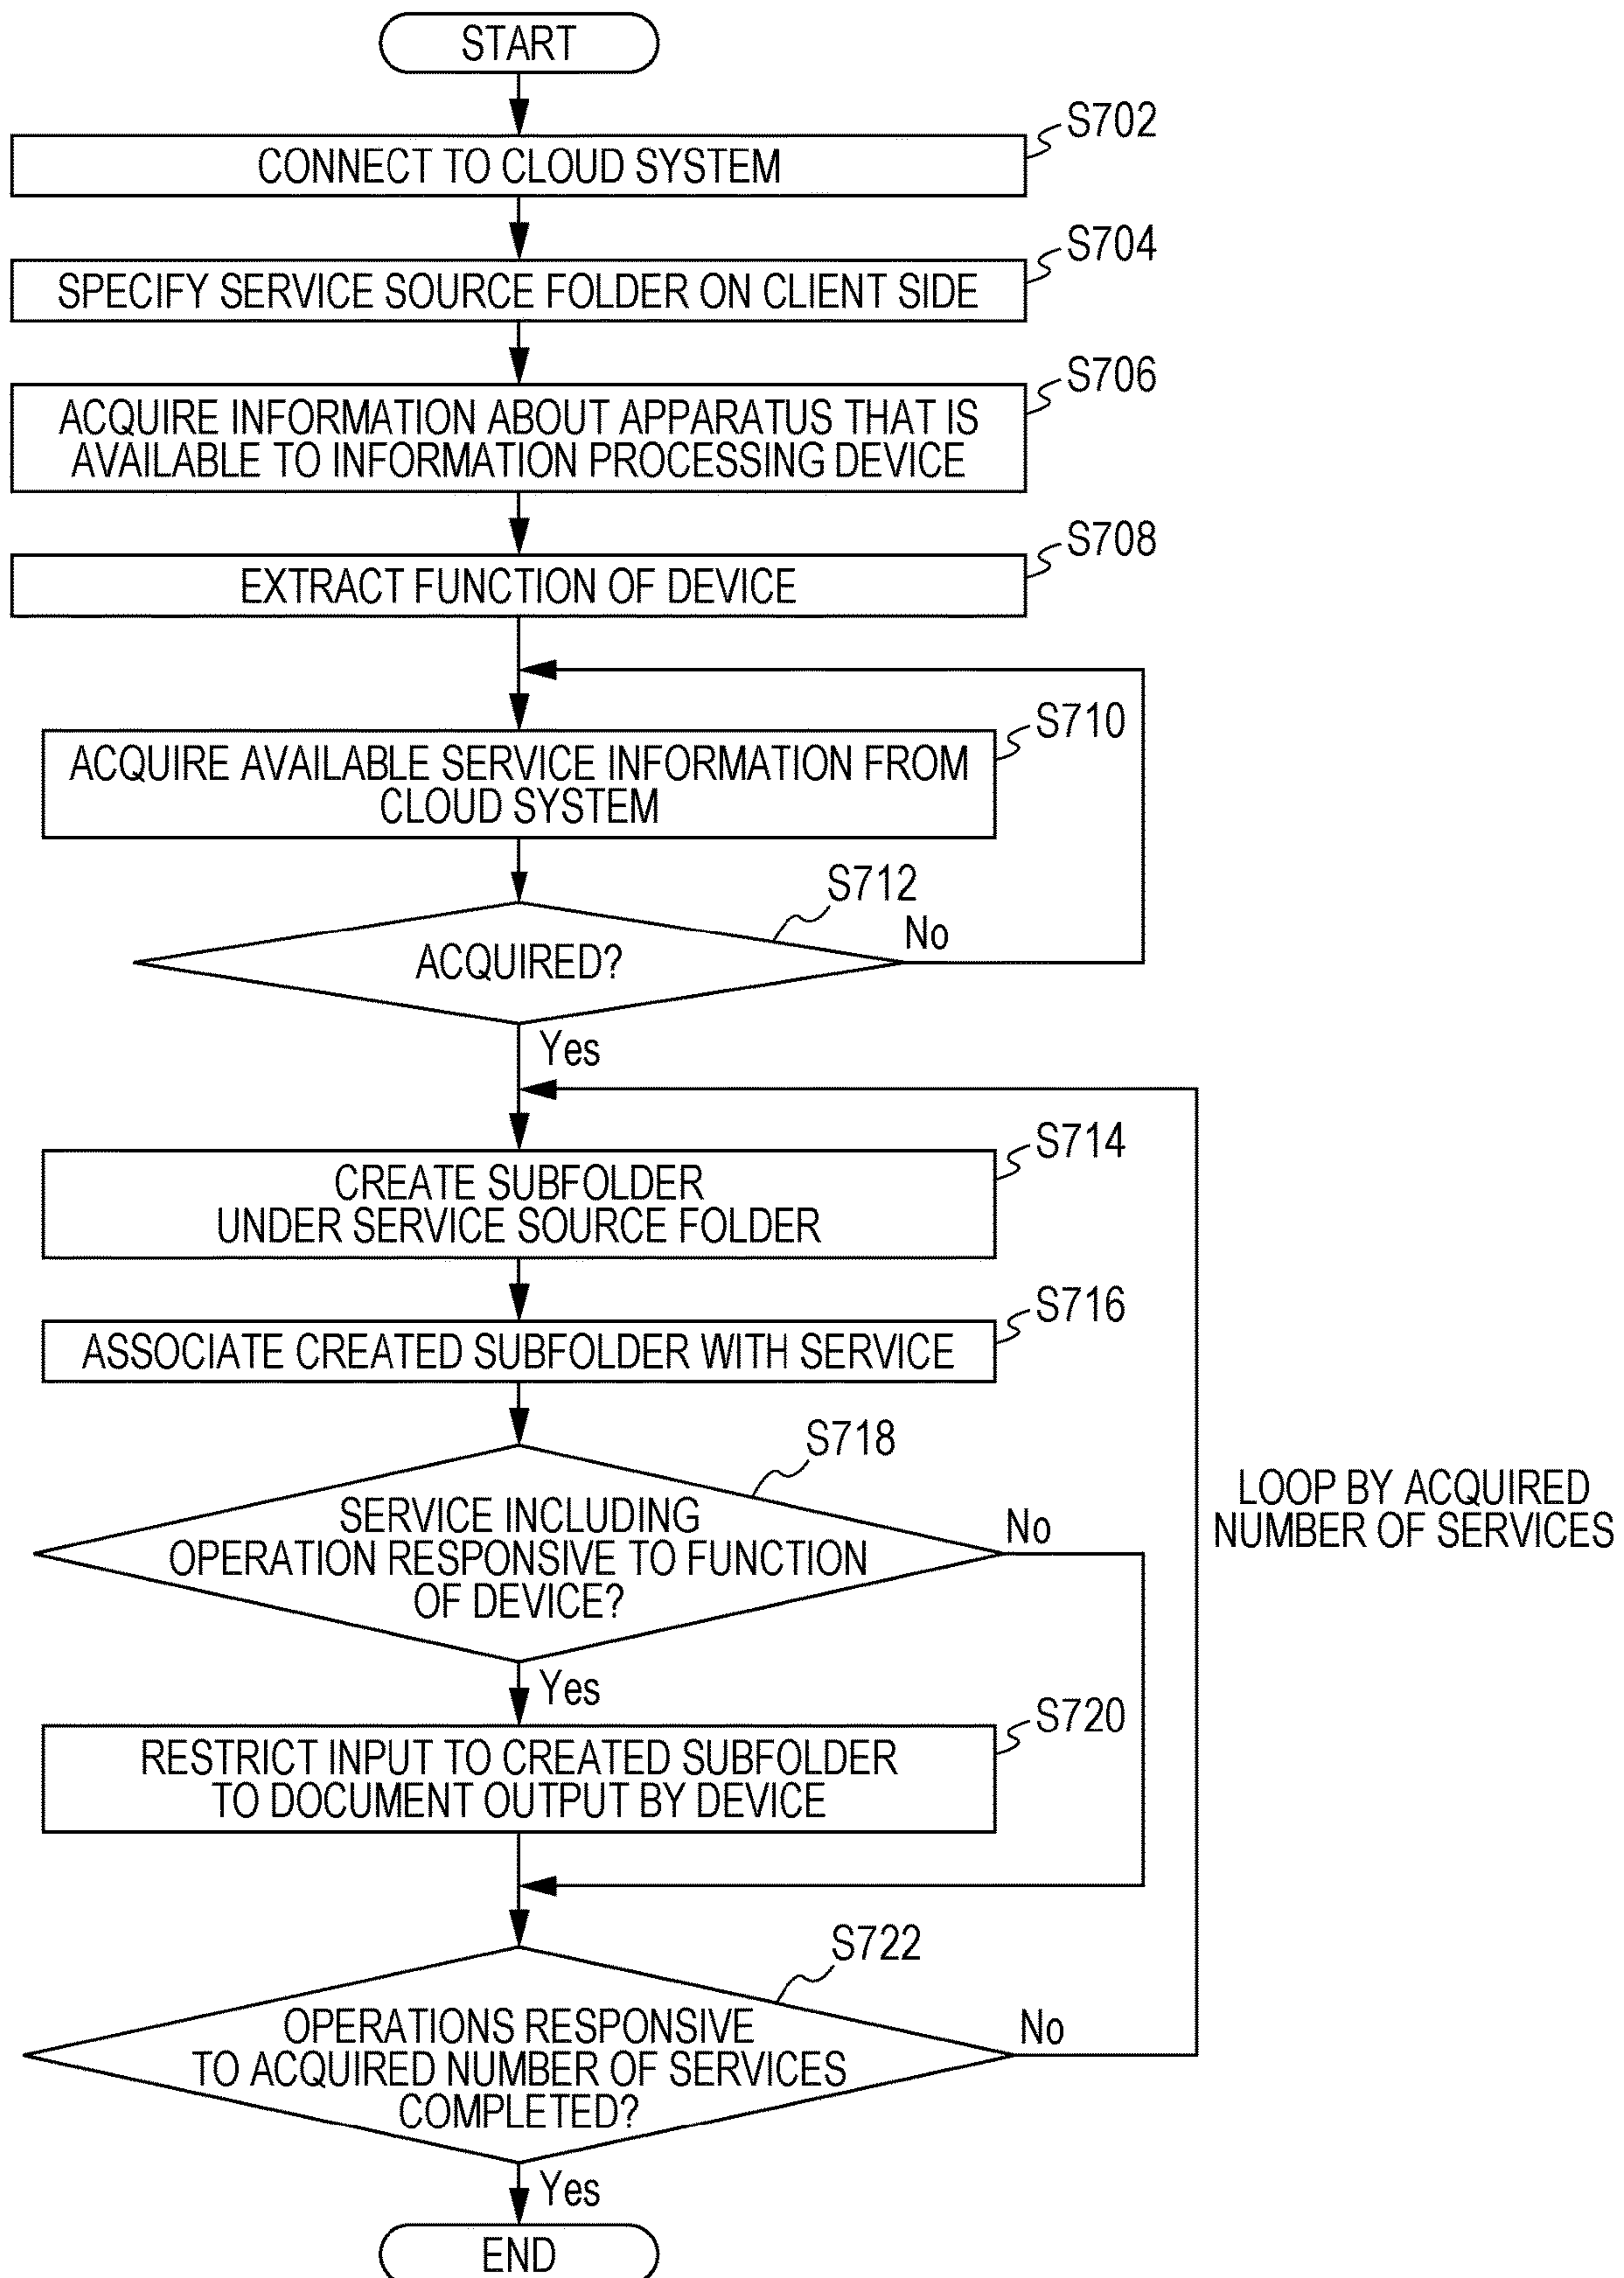 START
S702
CONNECT TO CLOUD SYSTEM
S704
SPECIFY SERVICE SOURCE FOLDER ON CLIENT SIDE
S706
ACQUIRE INFORMATION ABOUT APPARATUS THAT IS
AVAILABLE TO INFORMATION PROCESSING DEVICE
S708
EXTRACT FUNCTION OF DEVICE
S710
ACQUIRE AVAILABLE SERVICE INFORMATION FROM
CLOUD SYSTEM
S712
No
ACQUIRED?
Yes
S714
CREATE SUBFOLDER
UNDER SERVICE SOURCE FOLDER
S716
ASSOCIATE CREATED SUBFOLDER WITH SERVICE
S718
SERVICE INCLUDING
OPERATION RESPONSIVE TO FUNCTION
OF DEVICE?
No
LOOP BY ACQUIRED
NUMBER OF SERVICES
Yes
S720
RESTRICT INPUT TO CREATED SUBFOLDER
TO DOCUMENT OUTPUT BY DEVICE
S722
OPERATIONS RESPONSIVE
TO ACQUIRED NUMBER OF SERVICES
COMPLETED?
No
Yes
END